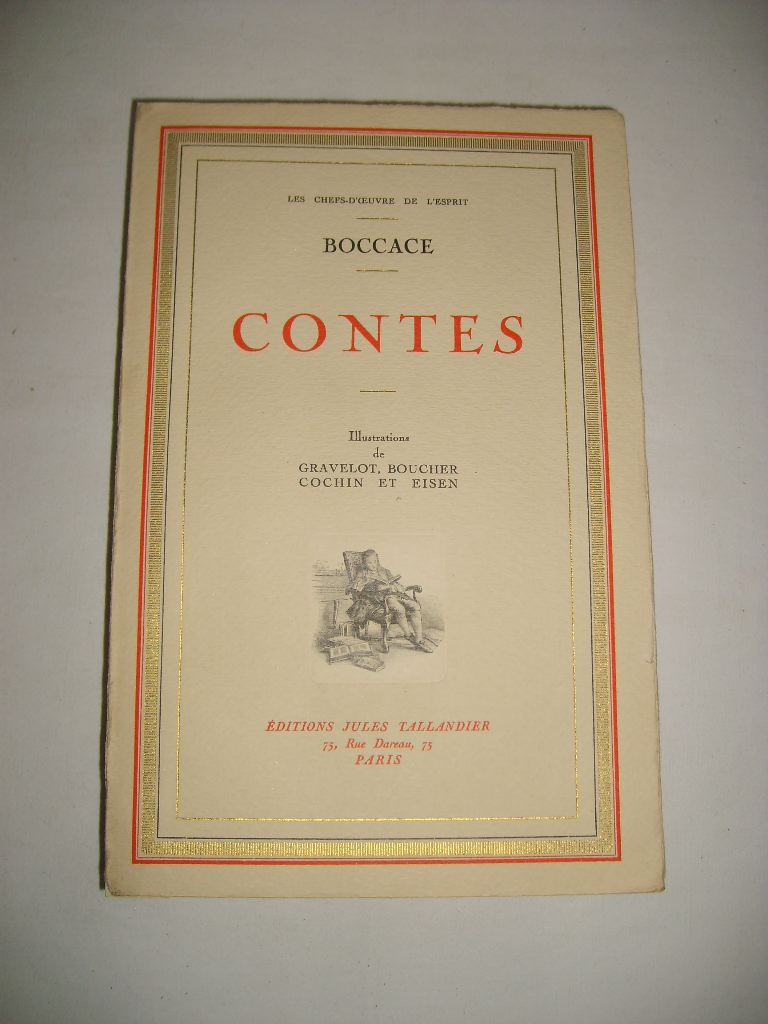 LES CHEFS-D'ŒUVRE DE L'ESPRIT
BOCCACE
CONTES
Illustrations
de
GRAVELOT, BOUCHER
COCHIN ET EISEN
ÉDITIONS JULES TALLANDIER
75, Rue Dareau, 75
PARIS